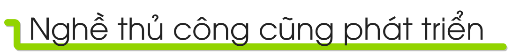 Nghề thủ công cũng phát triển